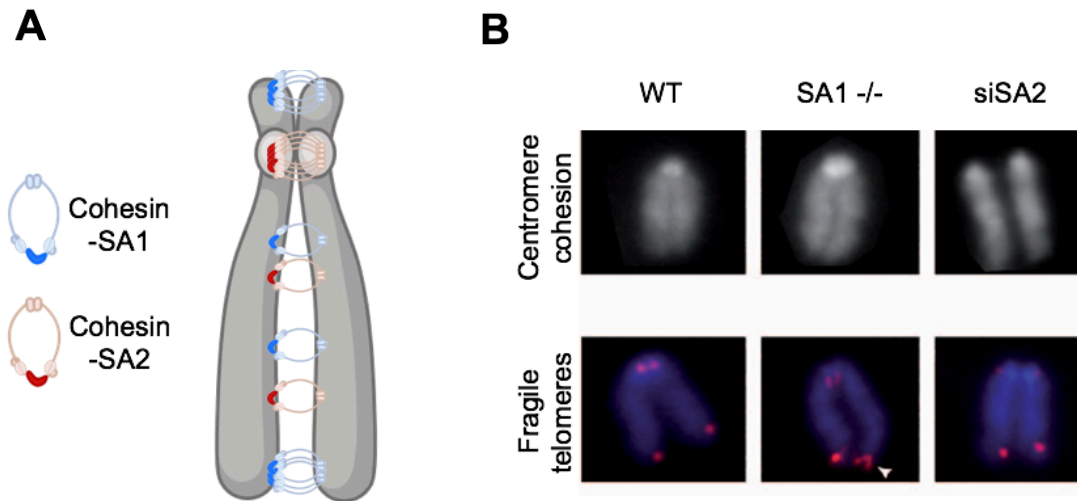 A
Cohesin
-SA1
Cohesin
-SA2
B
WT SA1 -/- siSA2
Centromere
cohesion
Fragile
telomeres